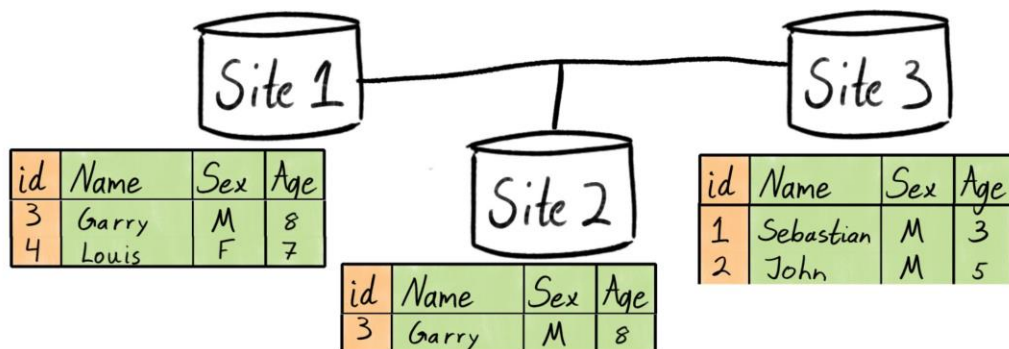 Site 1
Site 3
Site 2
id Name Sex Age
3 Garry M 8
4 Louis F 7
id Name Sex Age
1 Sebastian M 3
2 John M 5
id Name Sex Age
3 Garry M 8